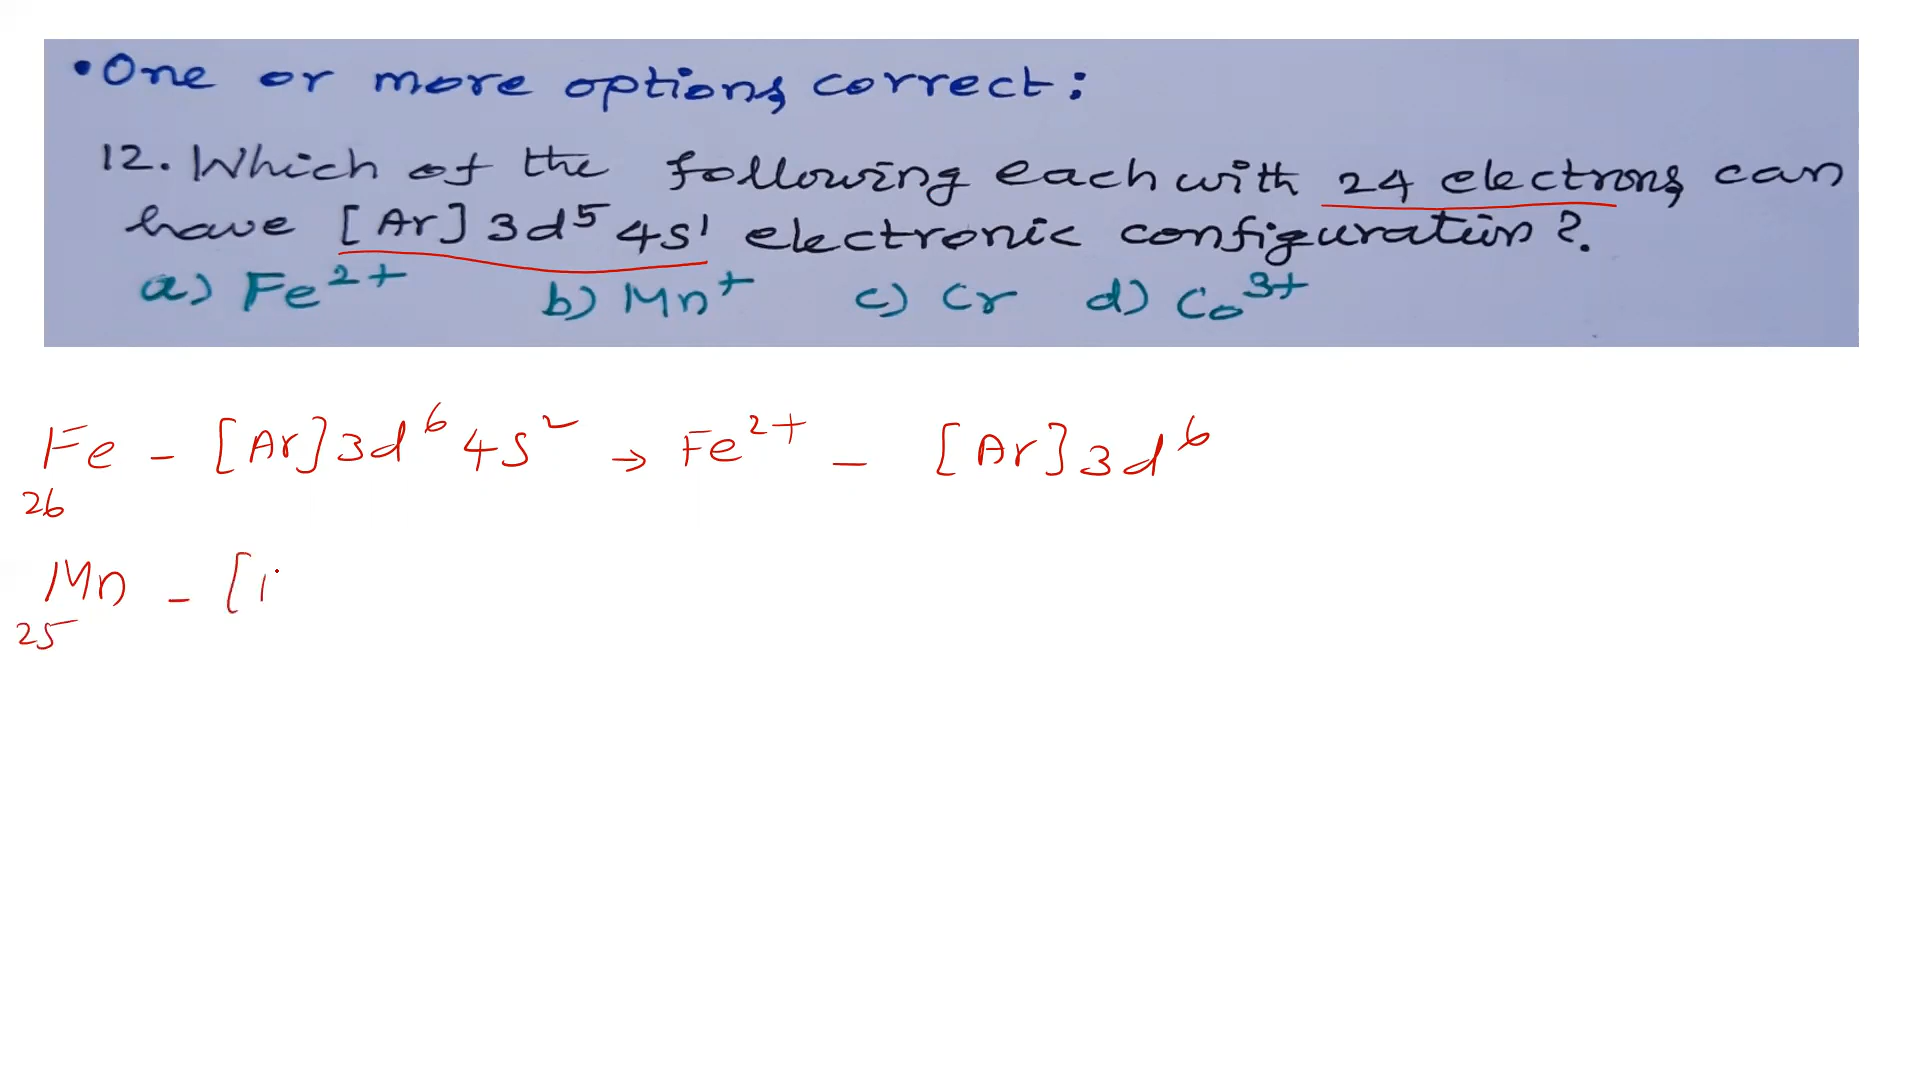 • One or more options correct:
12. Which of the following each with 24 electrons can
have [Ar] 3d⁵ 4s¹ electronic configuration?.
a) Fe²⁺ b) Mn⁺ c) Cr d) Co³⁺
Fe - [Ar] 3d⁶ 4s² → Fe²⁺ - [Ar] 3d⁶
26
Mn - [
25